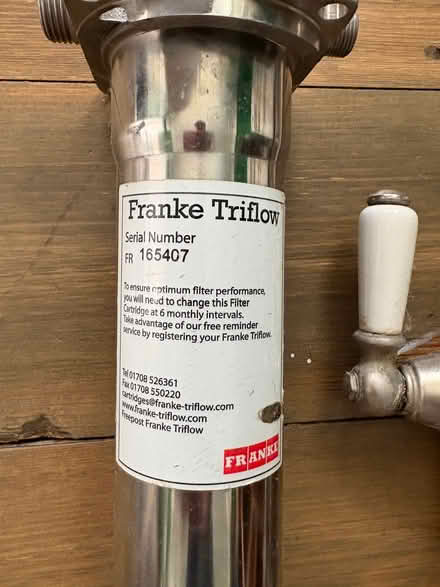 Franke Triflow
Serial Number
FR 165407
To ensure optimum filter performance,
you will need to change this Filter
Cartridge at 6 monthly intervals.
Take advantage of our free reminder
service by registering your Franke Triflow.
Tel 01708 526361
Fax 01708 550220
cartridges@franke-triflow.com
www.franke-triflow.com
Freepost Franke Triflow
FRANKE